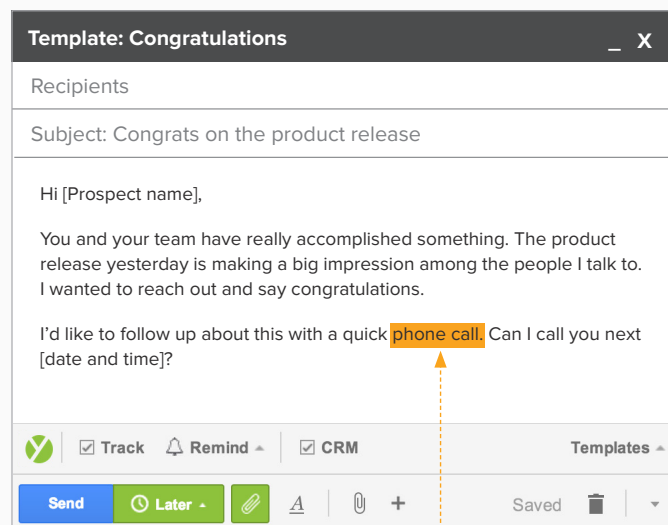 Template: Congratulations _ X
Recipients
Subject: Congrats on the product release
Hi [Prospect name],
You and your team have really accomplished something. The product
release yesterday is making a big impression among the people I talk to.
I wanted to reach out and say congratulations.
I’d like to follow up about this with a quick phone call. Can I call you next
[date and time]?
Track Remind CRM Templates
Send Later A + Saved